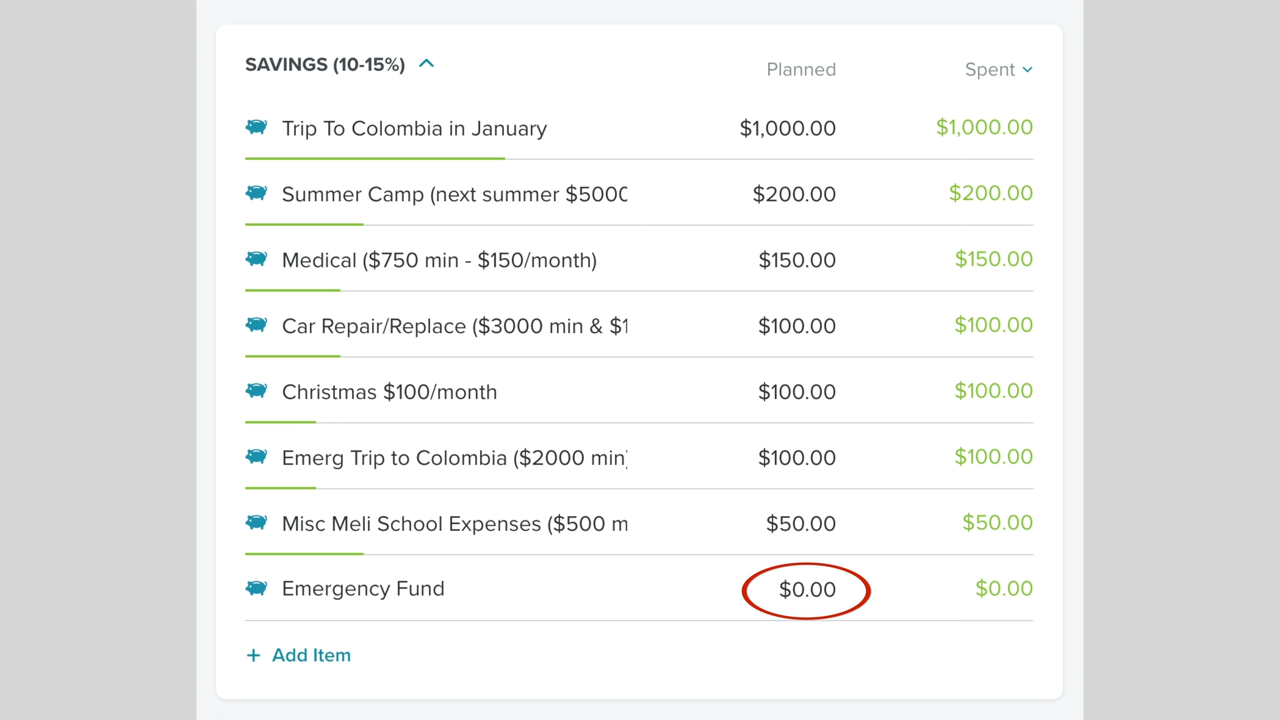 SAVINGS (10-15%) Planned Spent
Trip To Colombia in January $1,000.00 $1,000.00
Summer Camp (next summer $500 $200.00 $200.00
Medical ($750 min - $150/month) $150.00 $150.00
Car Repair/Replace ($3000 min & $1 $100.00 $100.00
Christmas $100/month $100.00 $100.00
Emerg Trip to Colombia ($2000 min) $100.00 $100.00
Misc Meli School Expenses ($500 m $50.00 $50.00
Emergency Fund $0.00 $0.00
+ Add Item